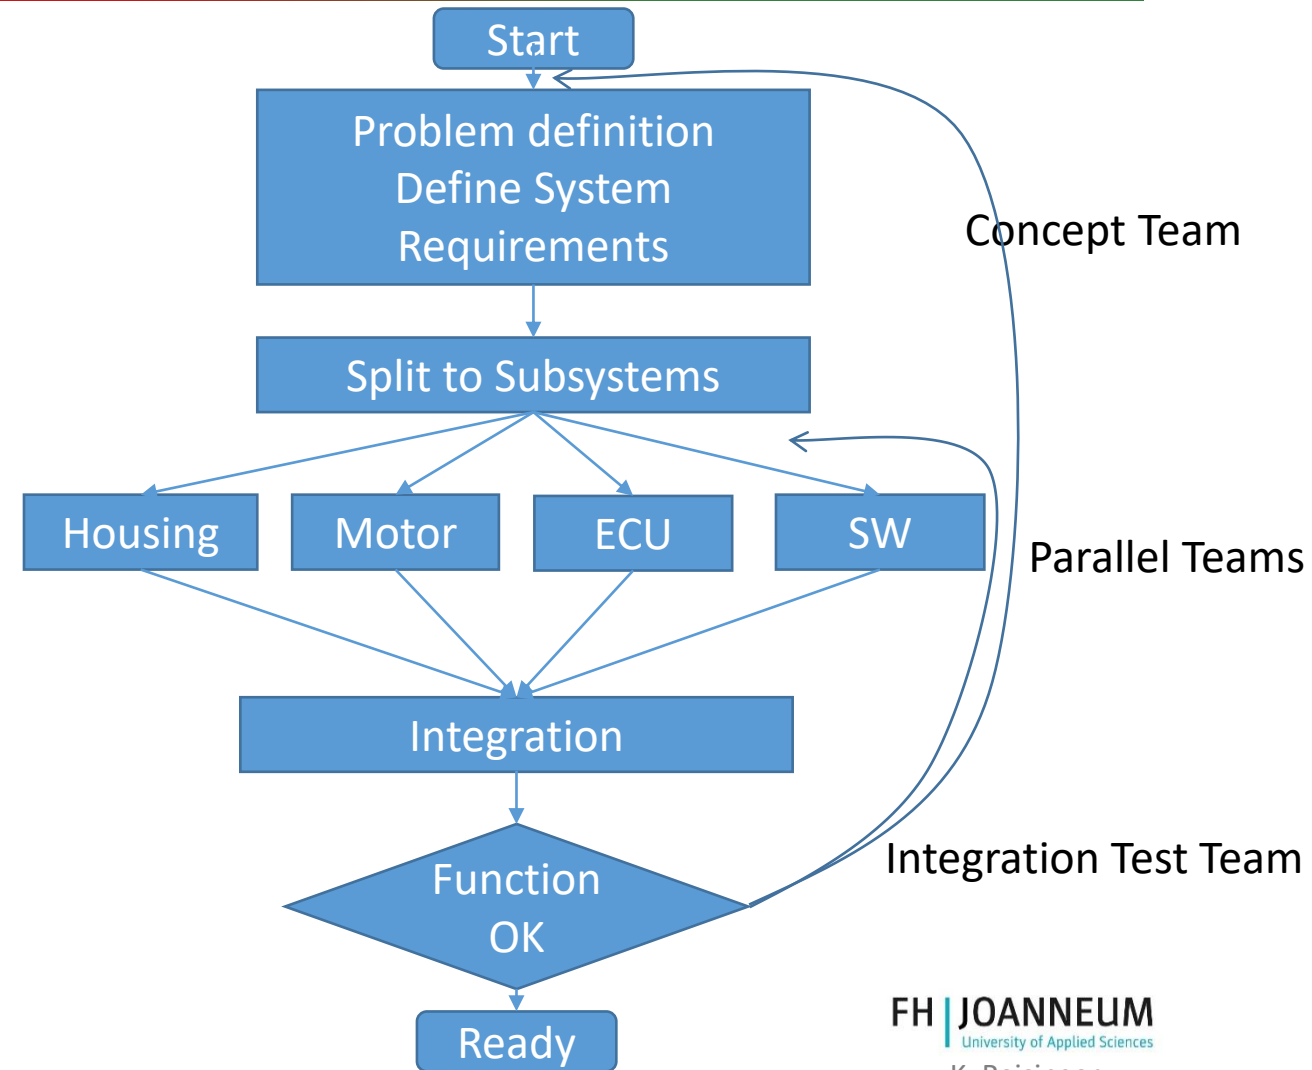 Start
Problem definition
Define System
Requirements
Concept Team
Split to Subsystems
Housing
Motor
ECU
SW
Parallel Teams
Integration
Integration Test Team
Function
OK
FH JOANNEUM
University of Applied Sciences
Ready